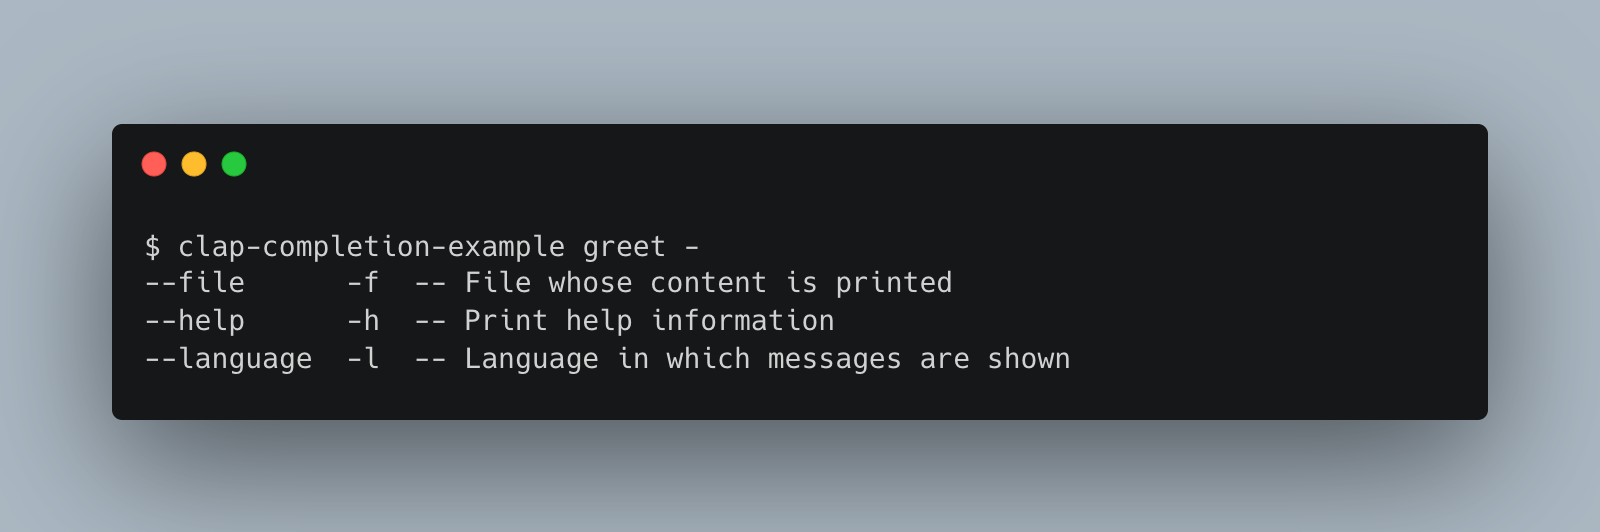 $ clap-completion-example greet -
--file      -f  -- File whose content is printed
--help      -h  -- Print help information
--language  -l  -- Language in which messages are shown